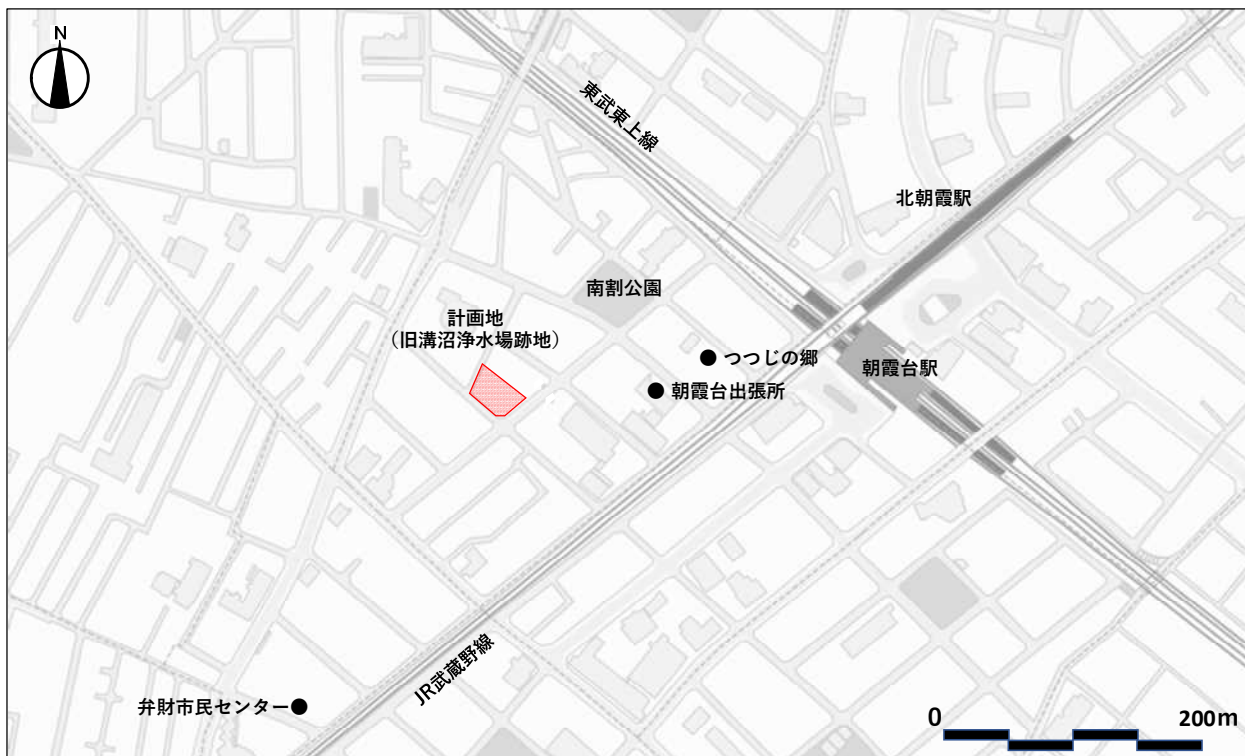 N
東武東上線
北朝霞駅
南割公園
計画地
（旧溝沼浄水場跡地）
つつじの郷
朝霞台駅
朝霞台出張所
JR武蔵野線
弁財市民センター
0
200m